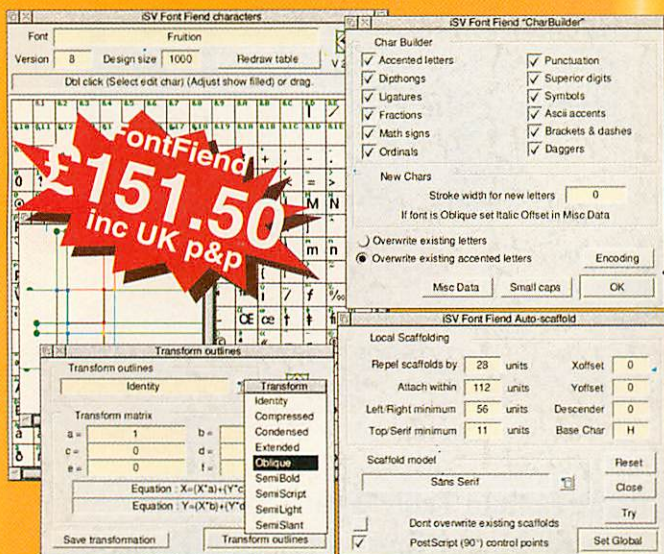 iSV Font Fiend characters
Font Fruition
Version 8 Design size 1000 Redraw table
Dbl click (Select edit char) (Adjust show filled) or drag.
FontFiend
£151.50
inc UK p&p
iSV Font Fiend "CharBuilder"
Char Builder
Accented letters
Dipthongs
Ligatures
Fractions
Math signs
Ordinals
Punctuation
Superior digits
Symbols
Ascii accents
Brackets & dashes
Daggers
New Chars
Stroke width for new letters 0
If font is Oblique set Italic Offset in Misc Data
Overwrite existing letters
Overwrite existing accented letters
Encoding
Misc Data Small caps OK
Transform outlines
Transform outlines
Identity
Transform matrix
a = 1 b =
c = 0 d =
e = 0 f =
Equation : X=(X*a)+(Y*c
Equation : Y=(X*b)+(Y*d
Save transformation Transform outlines
Transform
Identity
Compressed
Condensed
Extended
Oblique
SemiBold
SemiScript
SemiLight
SemiSlant
iSV Font Fiend Auto-scaffold
Local Scaffolding
Repel scaffolds by 28 units Xoffset 0
Attach within 112 units Yoffset 0
Left/Right minimum 56 units Descender 0
Top/Serif minimum 11 units Base Char H
Scaffold model
Sans Serif
Reset
Close
Try
Dont overwrite existing scaffolds
PostScript (90°) control points Set Global